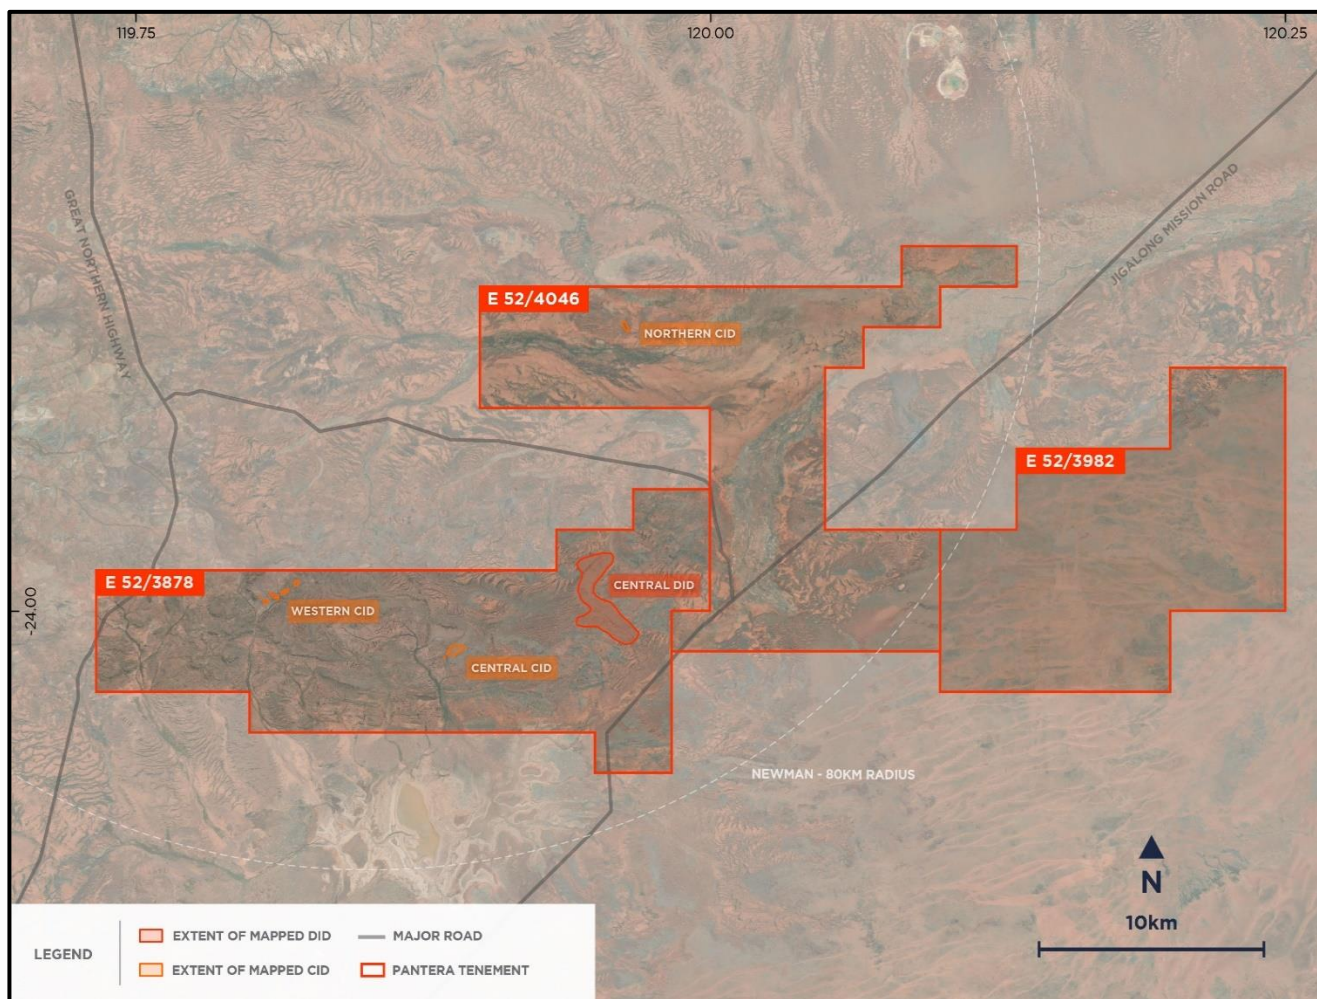 119.75
120.00
120.25
GREAT NORTHERN HIGHWAY
JIGALONG MISSION ROAD
E 52/4046
NORTHERN CID
E 52/3982
E 52/3878
CENTRAL DID
WESTERN CID
-24.00
CENTRAL CID
NEWMAN - 80KM RADIUS
N
10km
LEGEND
EXTENT OF MAPPED DID
MAJOR ROAD
EXTENT OF MAPPED CID
PANTERA TENEMENT